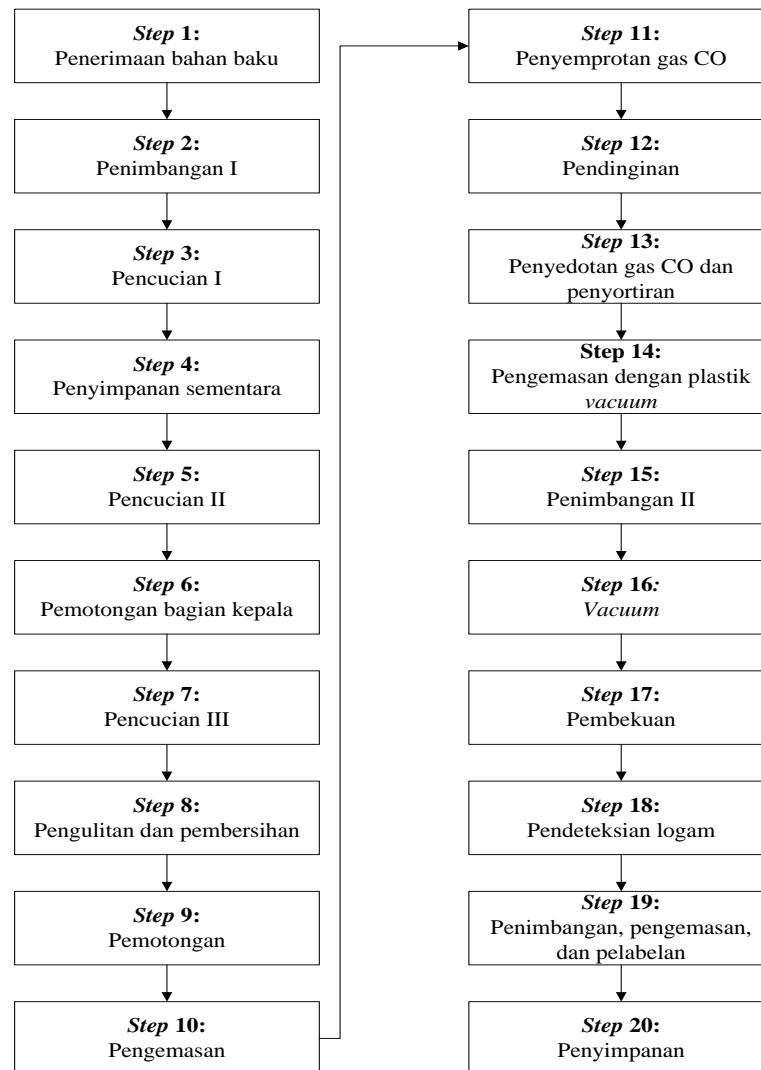 Step 1:
Penerimaan bahan baku
Step 2:
Penimbangan I
Step 3:
Pencucian I
Step 4:
Penyimpanan sementara
Step 5:
Pencucian II
Step 6:
Pemotongan bagian kepala
Step 7:
Pencucian III
Step 8:
Pengulitan dan pembersihan
Step 9:
Pemotongan
Step 10:
Pengemasan
Step 11:
Penyemprotan gas CO
Step 12:
Pendinginan
Step 13:
Penyedotan gas CO dan
penyortiran
Step 14:
Pengemasan dengan plastik
vacuum
Step 15:
Penimbangan II
Step 16:
Vacuum
Step 17:
Pembekuan
Step 18:
Pendeteksian logam
Step 19:
Penimbangan, pengemasan,
dan pelabelan
Step 20:
Penyimpanan